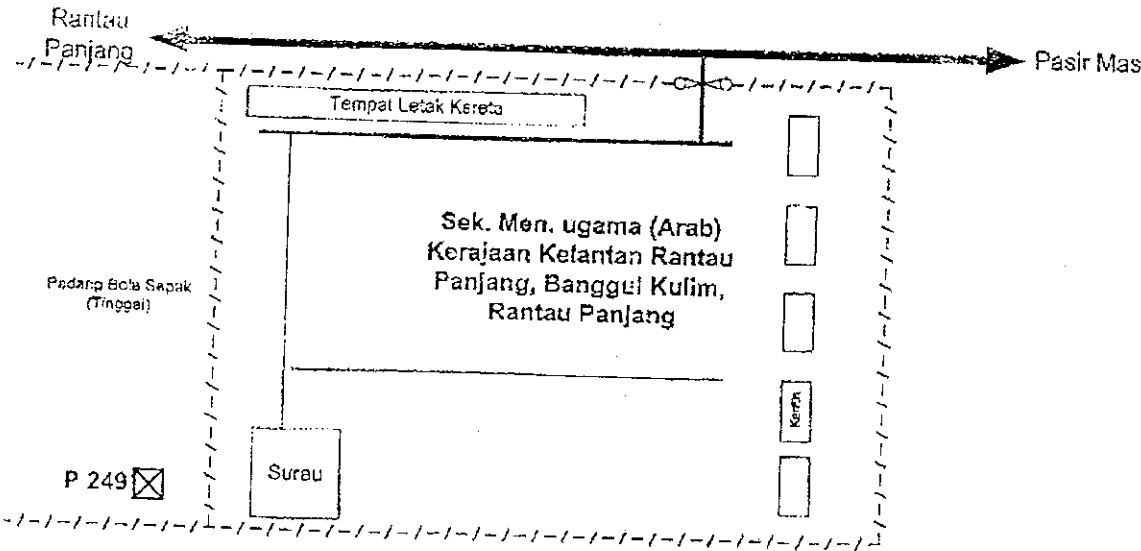 Rantau
Panjang
Pasir Mas
Tempat Letak Kereta
Sek. Men. ugama (Arab)
Kerajaan Kelantan Rantau
Panjang, Banggul Kulim,
Rantau Panjang
Padang Bola Sepak
(Tinggal)
Kantin
P 249
Surau